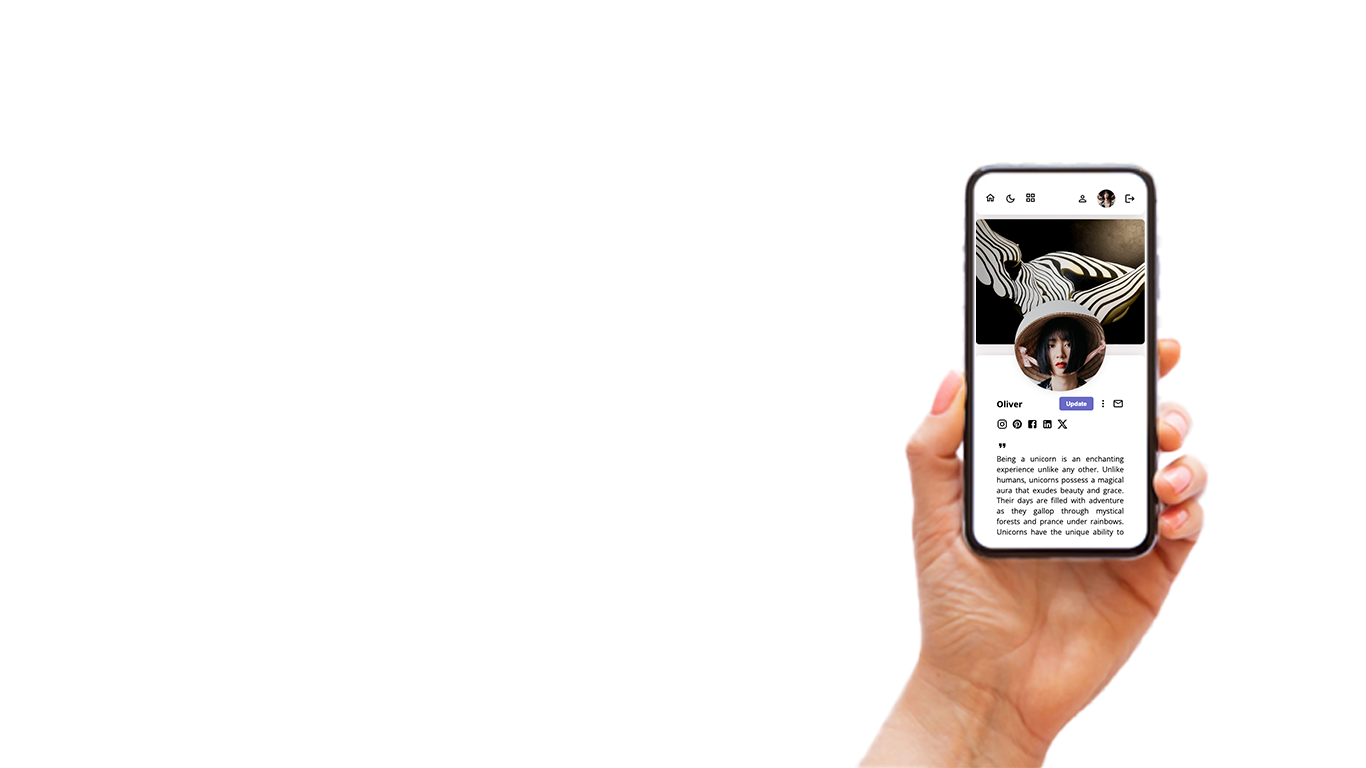 Oliver
Update
Being a unicorn is an enchanting
experience unlike any other. Unlike
humans, unicorns possess a magical
aura that exudes beauty and grace.
Their days are filled with adventure
as they gallop through mystical
forests and prance under rainbows.
Unicorns have the unique ability to